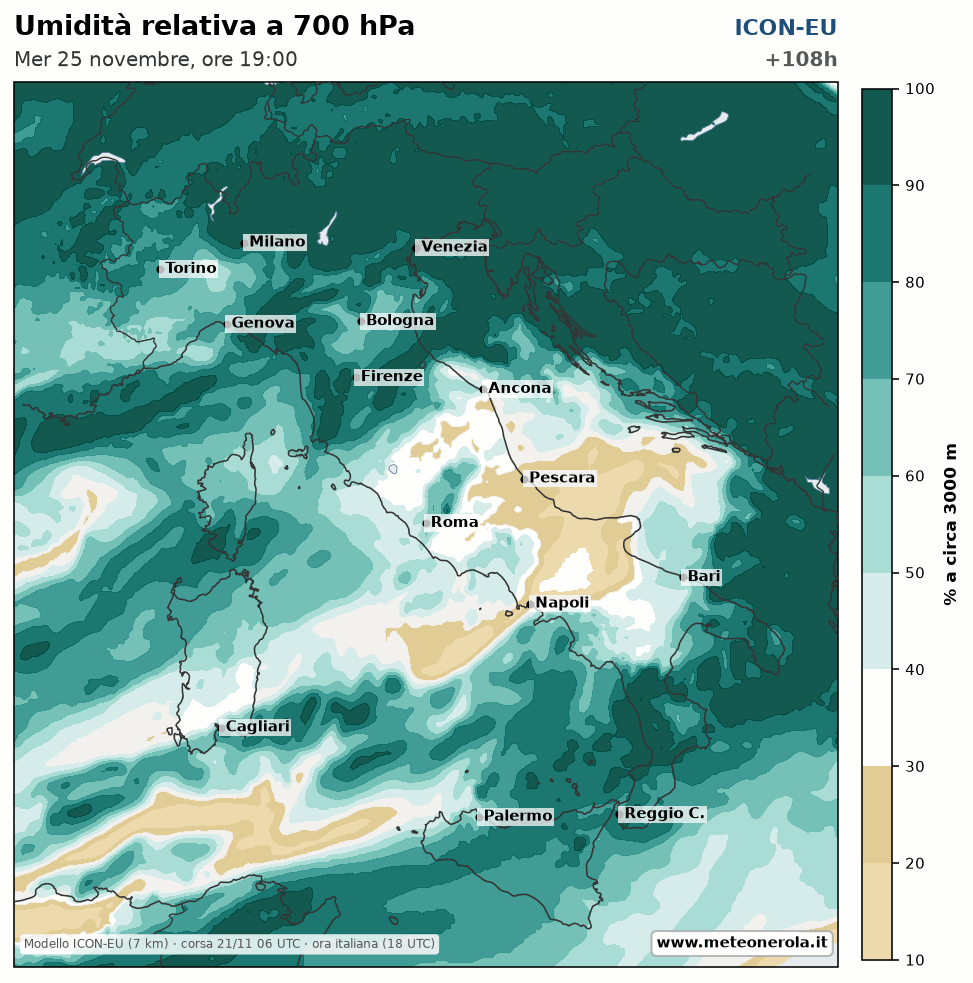 Umidità relativa a 700 hPa
ICON-EU
Mer 25 novembre, ore 19:00
+108h
100
90
80
70
60
50
40
30
20
10
% a circa 3000 m
Milano
Venezia
Torino
Genova
Bologna
Firenze
Ancona
Pescara
Roma
Bari
Napoli
Cagliari
Palermo
Reggio C.
Modello ICON-EU (7 km) · corsa 21/11 06 UTC · ora italiana (18 UTC)
www.meteonerola.it